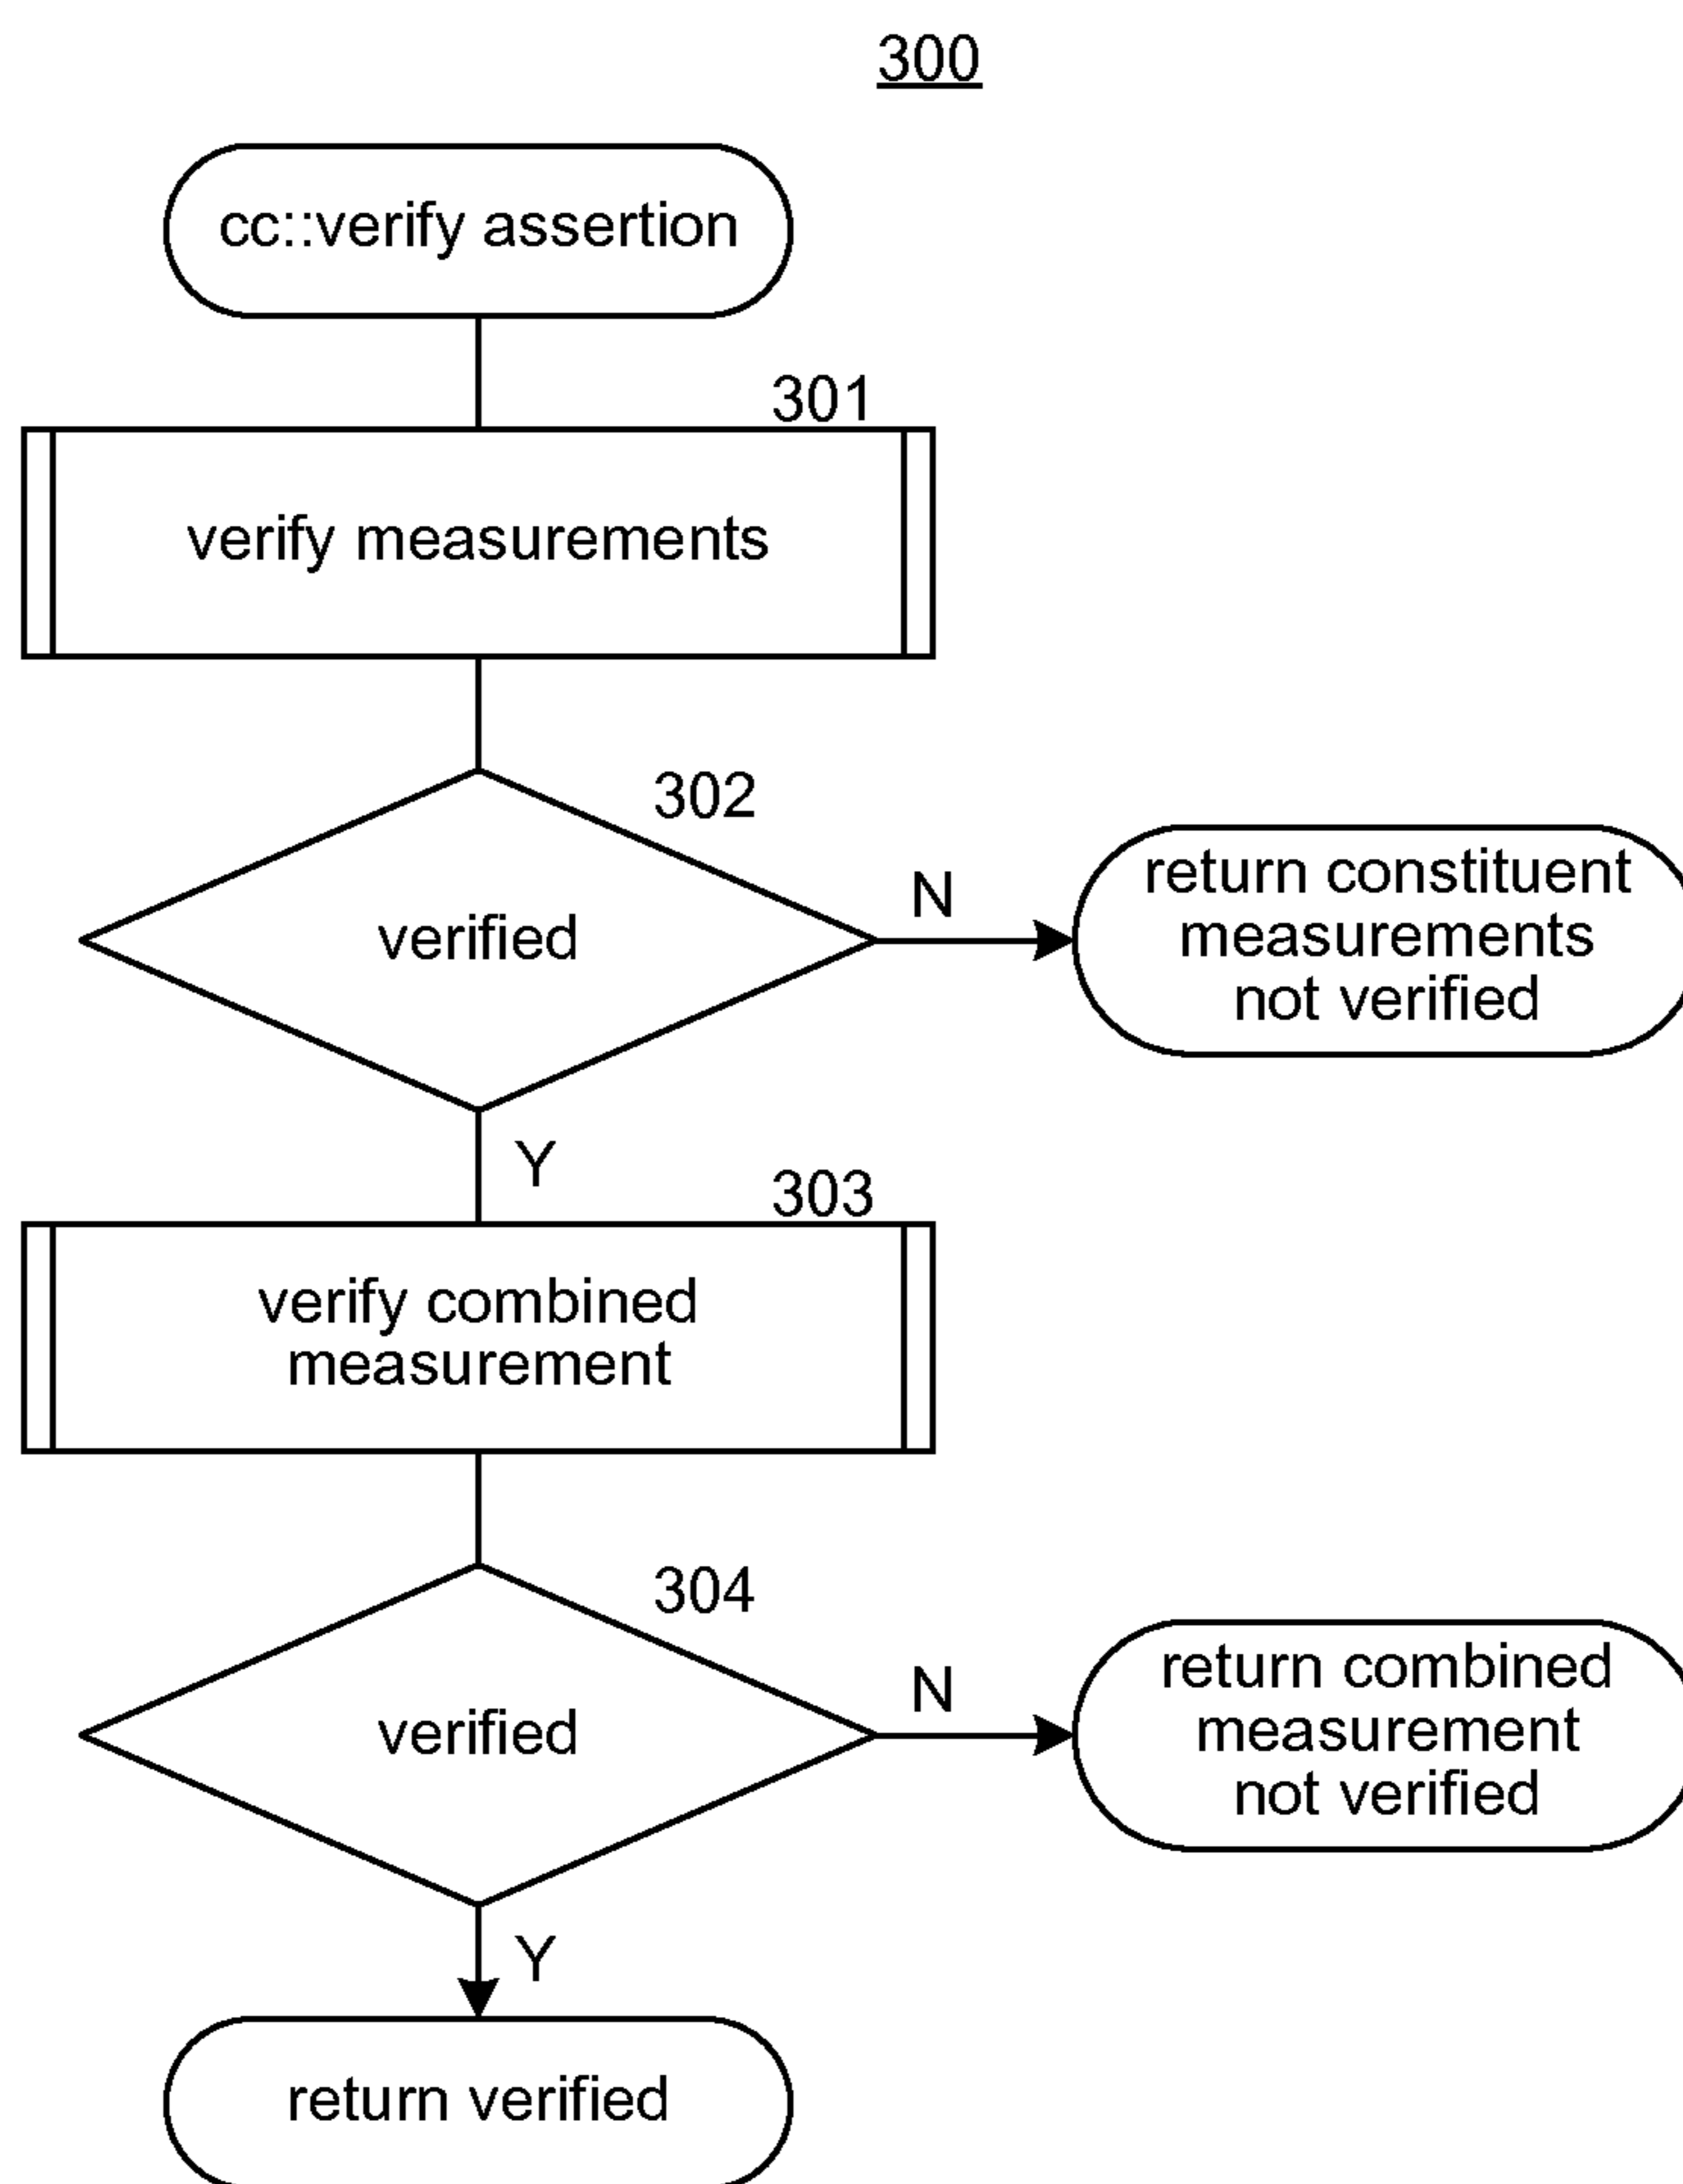 300
cc::verify assertion
301
verify measurements
302
verified
N
return constituent
measurements
not verified
Y
303
verify combined
measurement
304
verified
N
return combined
measurement
not verified
Y
return verified